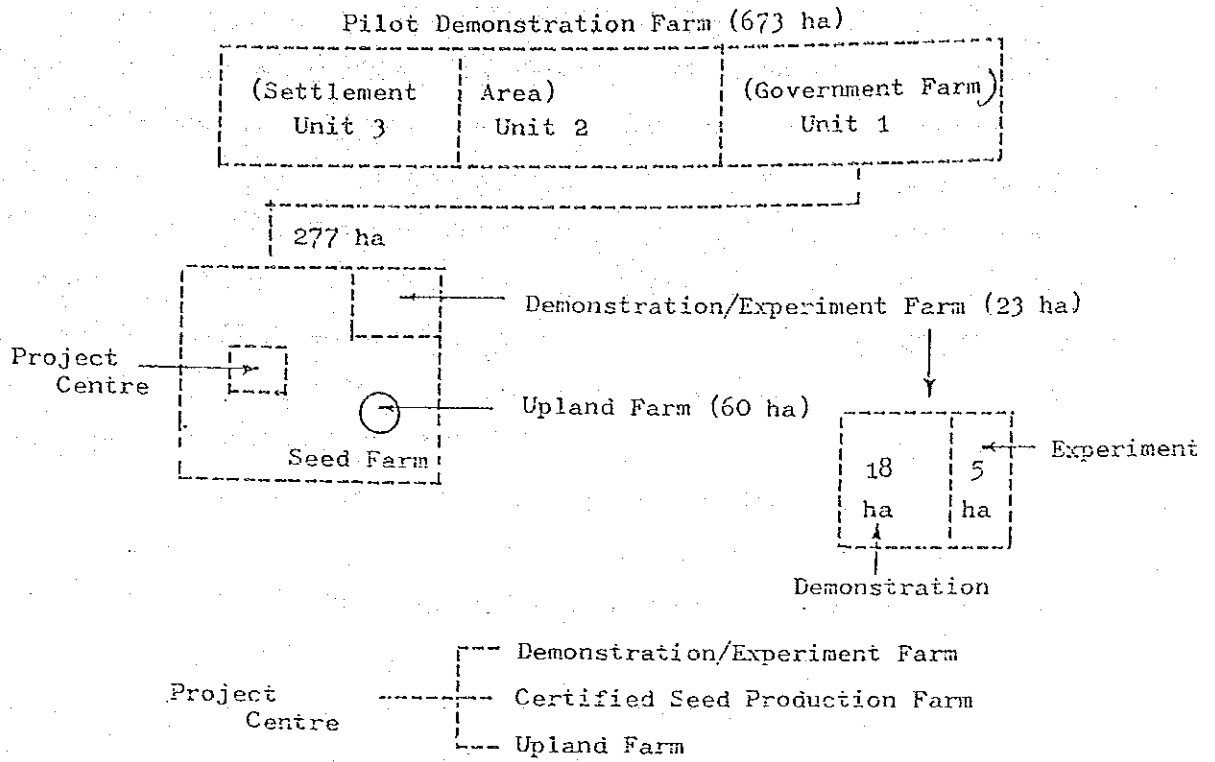 Pilot Demonstration Farm (673 ha)
(Settlement Area) (Government Farm)
Unit 3 Unit 2 Unit 1
277 ha
Demonstration/Experiment Farm (23 ha)
Project
Centre
Upland Farm (60 ha)
Seed Farm
Experiment
18 5
ha ha
Demonstration
Demonstration/Experiment Farm
Project
Centre
Certified Seed Production Farm
Upland Farm